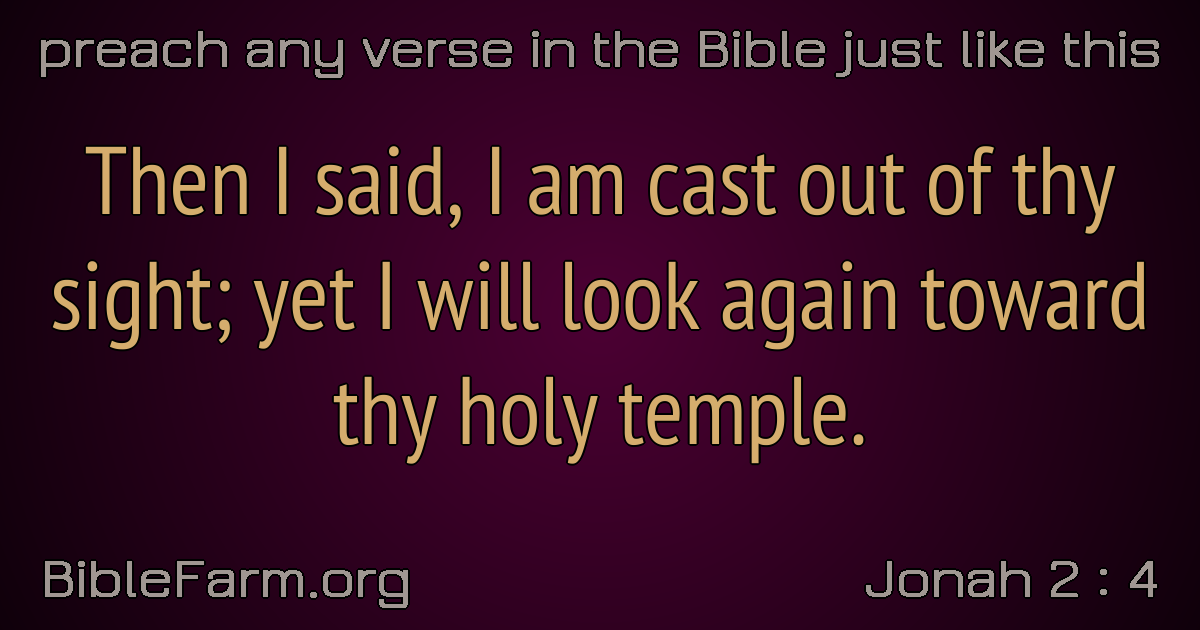 preach any verse in the Bible just like this
Then I said, I am cast out of thy
sight; yet I will look again toward
thy holy temple.
BibleFarm.org
Jonah 2 : 4